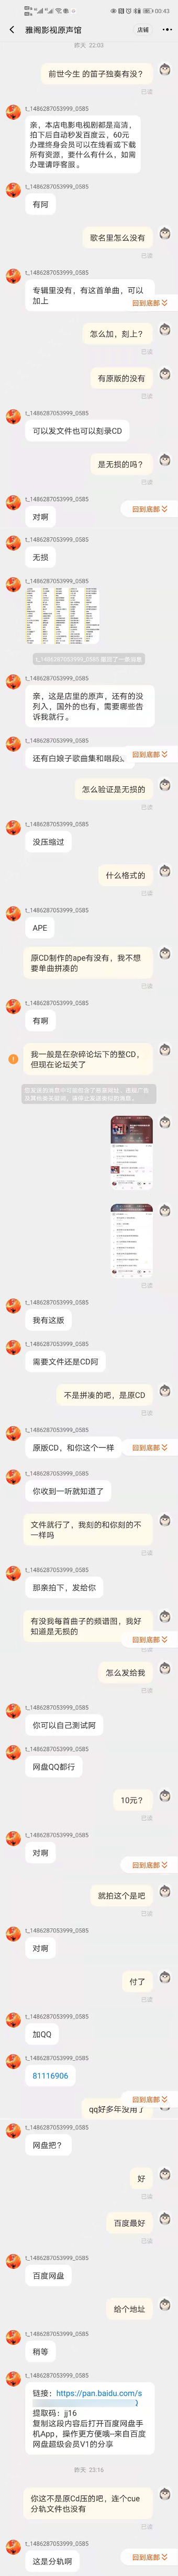 00:43
雅阁影视原声馆
店铺
昨天 22:03
前世今生 的笛子独奏有没?
已读
t_1486287053999_0585
亲,本店电影电视剧都是高清,
拍下后自动秒发百度云,60元
办理终身会员可以在线看或下载
所有资源,要什么有什么,如需
办理请呼客服。
t_1486287053999_0585
有阿
歌名里怎么没有
已读
t_1486287053999_0585
专辑里没有,有这首单曲,可以
加上
回到底部
怎么加,刻上?
已读
有原版的没有
已读
t_1486287053999_0585
可以发文件也可以刻录CD
是无损的吗?
已读
回到底部
t_1486287053999_0585
对啊
t_1486287053999_0585
无损
t_1486287053999_0585
t_1486287053999_0585 撤回了一条消息
t_1486287053999_0585
亲,这是店里的原声,还有的没
列入,国外的也有,需要哪些告
诉我就行。
t_1486287053999_0585
还有白娘子歌曲集和唱段
回到底部
怎么验证是无损的
已读
t_1486287053999_0585
没压缩过
什么格式的
已读
t_1486287053999_0585
APE
原CD制作的ape有没有,我不想
要单曲拼凑的
已读
t_1486287053999_0585
有啊
我一般是在杂碎论坛下的整CD,
但现在论坛关了
已读
t_1486287053999_0585
我有这版
t_1486287053999_0585
需要文件还是CD阿
不是拼凑的吧,是原CD
已读
t_1486287053999_0585
原版CD,和你这个一样
回到底部
t_1486287053999_0585
你收到一听就知道了
文件就行了,我刻的和你刻的不
一样吗
已读
t_1486287053999_0585
那亲拍下,发给你
有没我每首曲子的频谱图,我好
知道是无损的
回到底部
怎么发给我
已读
t_1486287053999_0585
你可以自己测试阿
t_1486287053999_0585
网盘QQ都行
10元?
已读
t_1486287053999_0585
对啊
回到底部
就拍这个是吧
已读
t_1486287053999_0585
对啊
付了
已读
t_1486287053999_0585
加QQ
t_1486287053999_0585
81116906
回到底部
qq好多年没用了
t_1486287053999_0585
网盘把?
好
已读
百度最好
已读
t_1486287053999_0585
百度网盘
给个地址
已读
t_1486287053999_0585
稍等
t_1486287053999_0585
链接:https://pan.baidu.com/s
提取码:jj16
复制这段内容后打开百度网盘手
机App,操作更方便哦--来自百度
网盘超级会员V1的分享
昨天 23:16
你这不是原Cd压的吧,连个cue
分轨文件也没有
已读
t_1486287053999_0585
这是分轨啊
回到底部